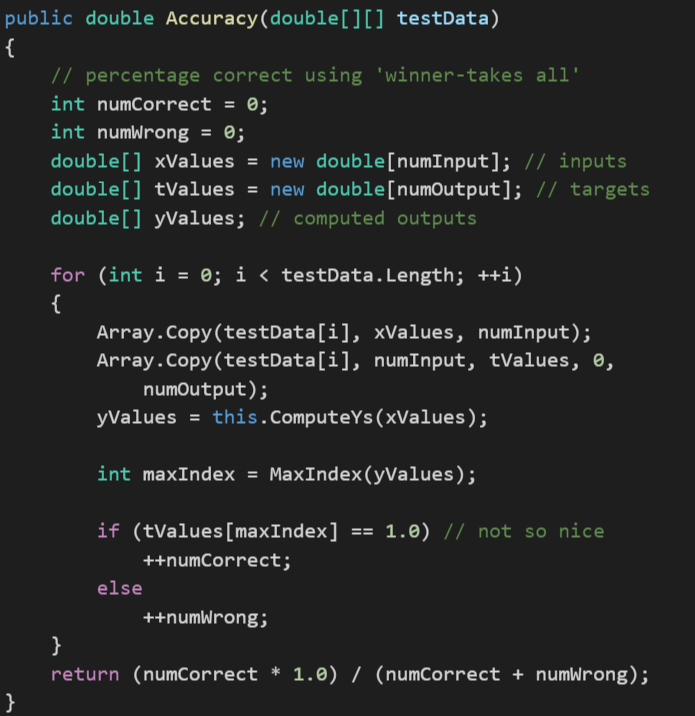 public double Accuracy(double[][] testData)
{
    // percentage correct using 'winner-takes all'
    int numCorrect = 0;
    int numWrong = 0;
    double[] xValues = new double[numInput]; // inputs
    double[] tValues = new double[numOutput]; // targets
    double[] yValues; // computed outputs

    for (int i = 0; i < testData.Length; ++i)
    {
        Array.Copy(testData[i], xValues, numInput);
        Array.Copy(testData[i], numInput, tValues, 0,
            numOutput);
        yValues = this.ComputeYs(xValues);

        int maxIndex = MaxIndex(yValues);

        if (tValues[maxIndex] == 1.0) // not so nice
            ++numCorrect;
        else
            ++numWrong;
    }
    return (numCorrect * 1.0) / (numCorrect + numWrong);
}